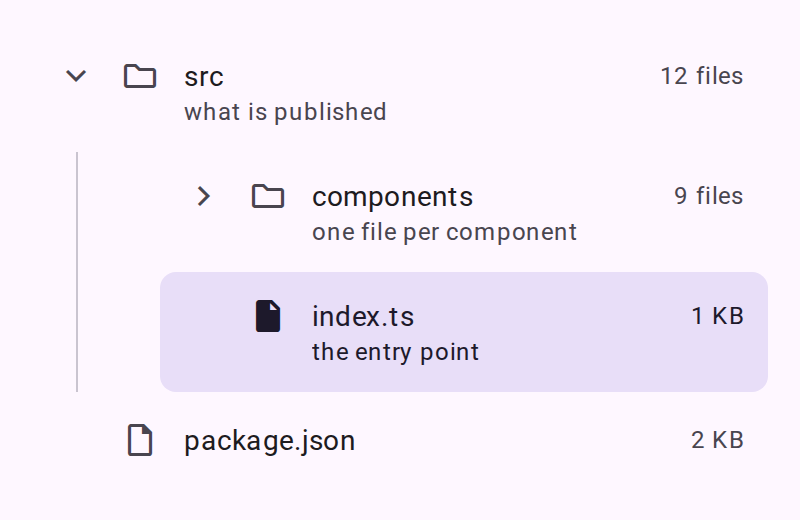 src 12 files
what is published
components 9 files
one file per component
index.ts 1 KB
the entry point
package.json 2 KB